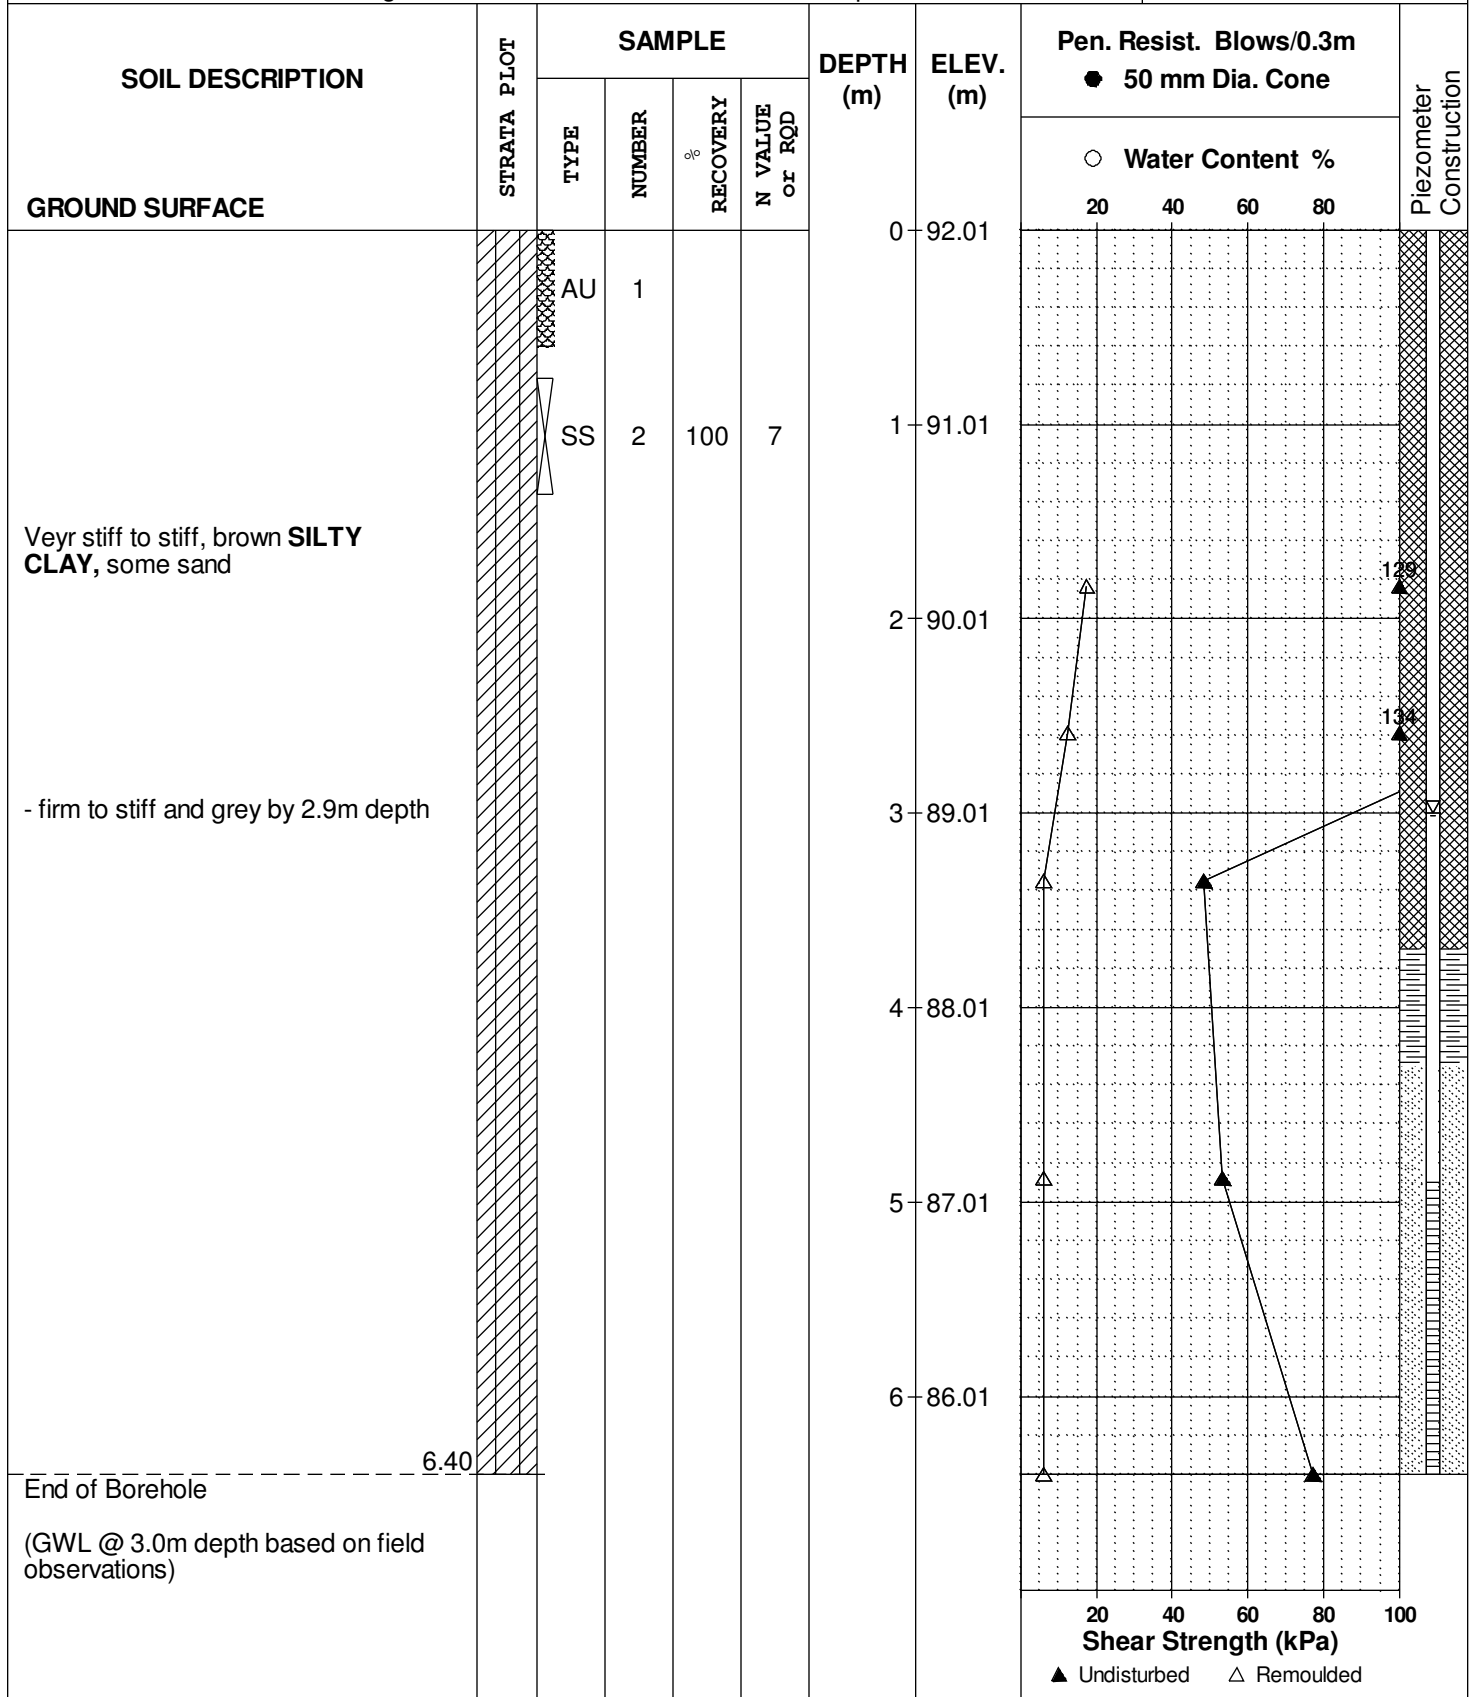 SOIL DESCRIPTION
GROUND SURFACE
STRATA PLOT
SAMPLE
TYPE
NUMBER
%
RECOVERY
N VALUE
or RQD
DEPTH
(m)
ELEV.
(m)
Pen. Resist. Blows/0.3m
● 50 mm Dia. Cone
○ Water Content %
20 40 60 80
Piezometer
Construction
0 92.01
AU 1
1 91.01
SS 2 100 7
Veyr stiff to stiff, brown SILTY
CLAY, some sand
129
2 90.01
134
- firm to stiff and grey by 2.9m depth
3 89.01
4 88.01
5 87.01
6 86.01
6.40
End of Borehole
(GWL @ 3.0m depth based on field
observations)
20 40 60 80 100
Shear Strength (kPa)
▲ Undisturbed △ Remoulded